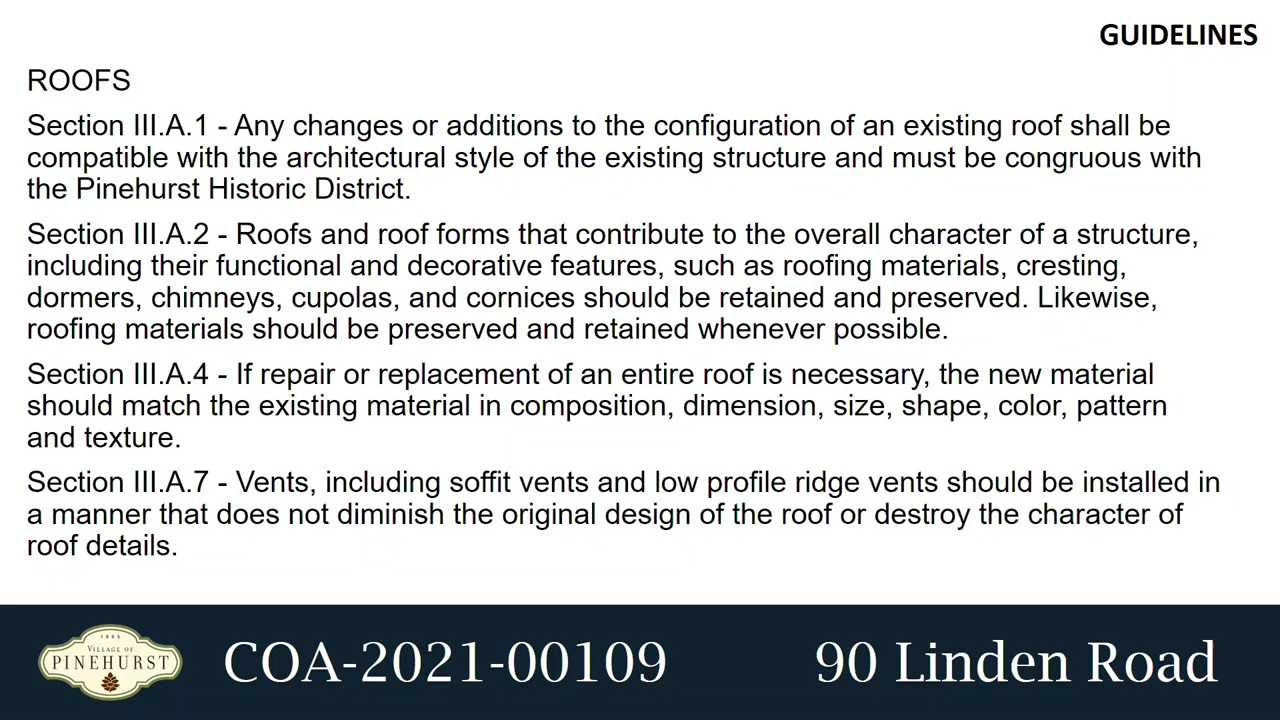 GUIDELINES
ROOFS
Section III.A.1 - Any changes or additions to the configuration of an existing roof shall be
compatible with the architectural style of the existing structure and must be congruous with
the Pinehurst Historic District.
Section III.A.2 - Roofs and roof forms that contribute to the overall character of a structure,
including their functional and decorative features, such as roofing materials, cresting,
dormers, chimneys, cupolas, and cornices should be retained and preserved. Likewise,
roofing materials should be preserved and retained whenever possible.
Section III.A.4 - If repair or replacement of an entire roof is necessary, the new material
should match the existing material in composition, dimension, size, shape, color, pattern
and texture.
Section III.A.7 - Vents, including soffit vents and low profile ridge vents should be installed in
a manner that does not diminish the original design of the roof or destroy the character of
roof details.
1895
VILLAGE OF
PINEHURST
COA-2021-00109
90 Linden Road